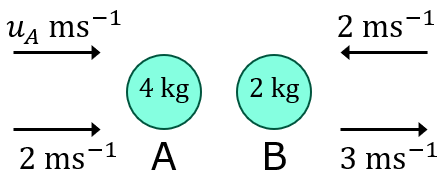 u_A ms⁻¹ 2 ms⁻¹
4 kg 2 kg
2 ms⁻¹ A B 3 ms⁻¹